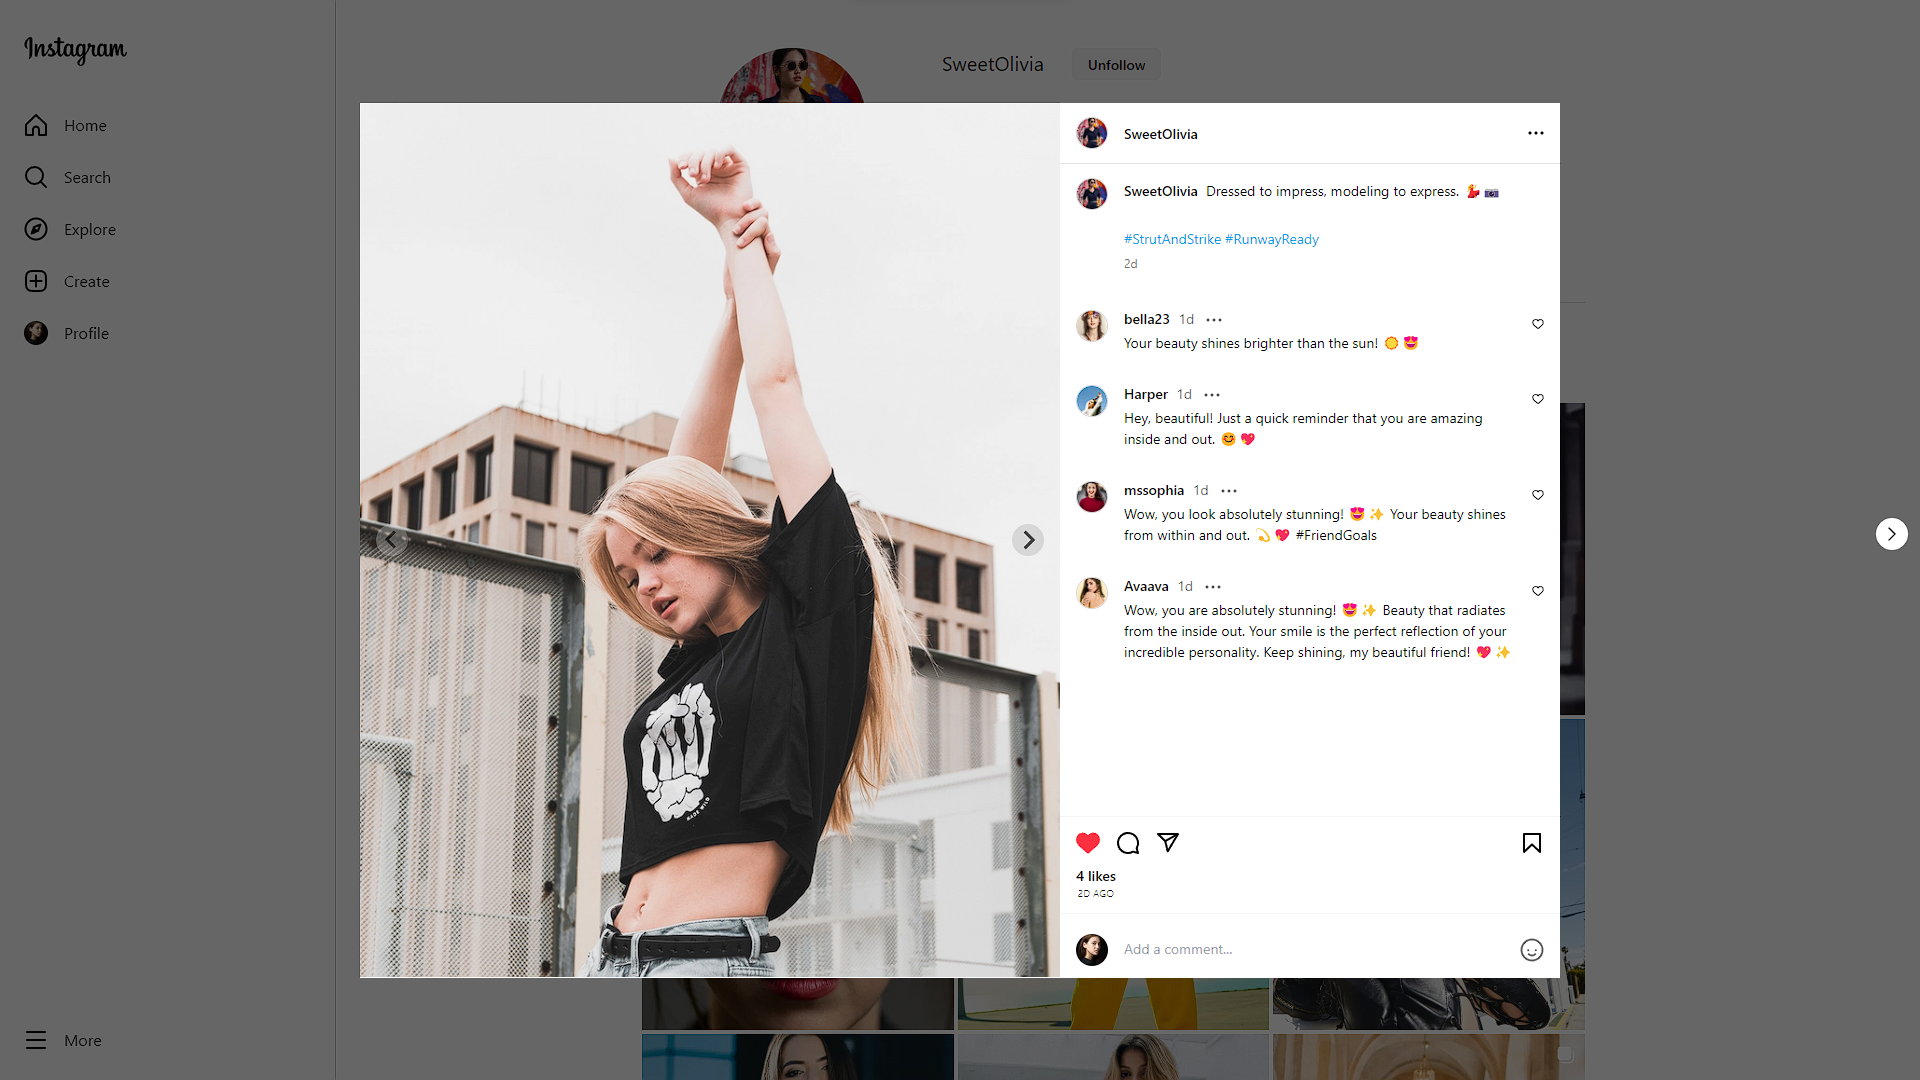 Instagram
Home
Search
Explore
Create
Profile
More
SweetOlivia
Unfollow
MADE WILD
SweetOlivia
SweetOlivia Dressed to impress, modeling to express. 💃 📷
#StrutAndStrike #RunwayReady
2d
bella23 1d
Your beauty shines brighter than the sun! 🌞 😍
Harper 1d
Hey, beautiful! Just a quick reminder that you are amazing
inside and out. 😊 💖
mssophia 1d
Wow, you look absolutely stunning! 😍 ✨ Your beauty shines
from within and out. 💫 💖 #FriendGoals
Avaava 1d
Wow, you are absolutely stunning! 😍 ✨ Beauty that radiates
from the inside out. Your smile is the perfect reflection of your
incredible personality. Keep shining, my beautiful friend! 💖 ✨
4 likes
2D AGO
Add a comment...